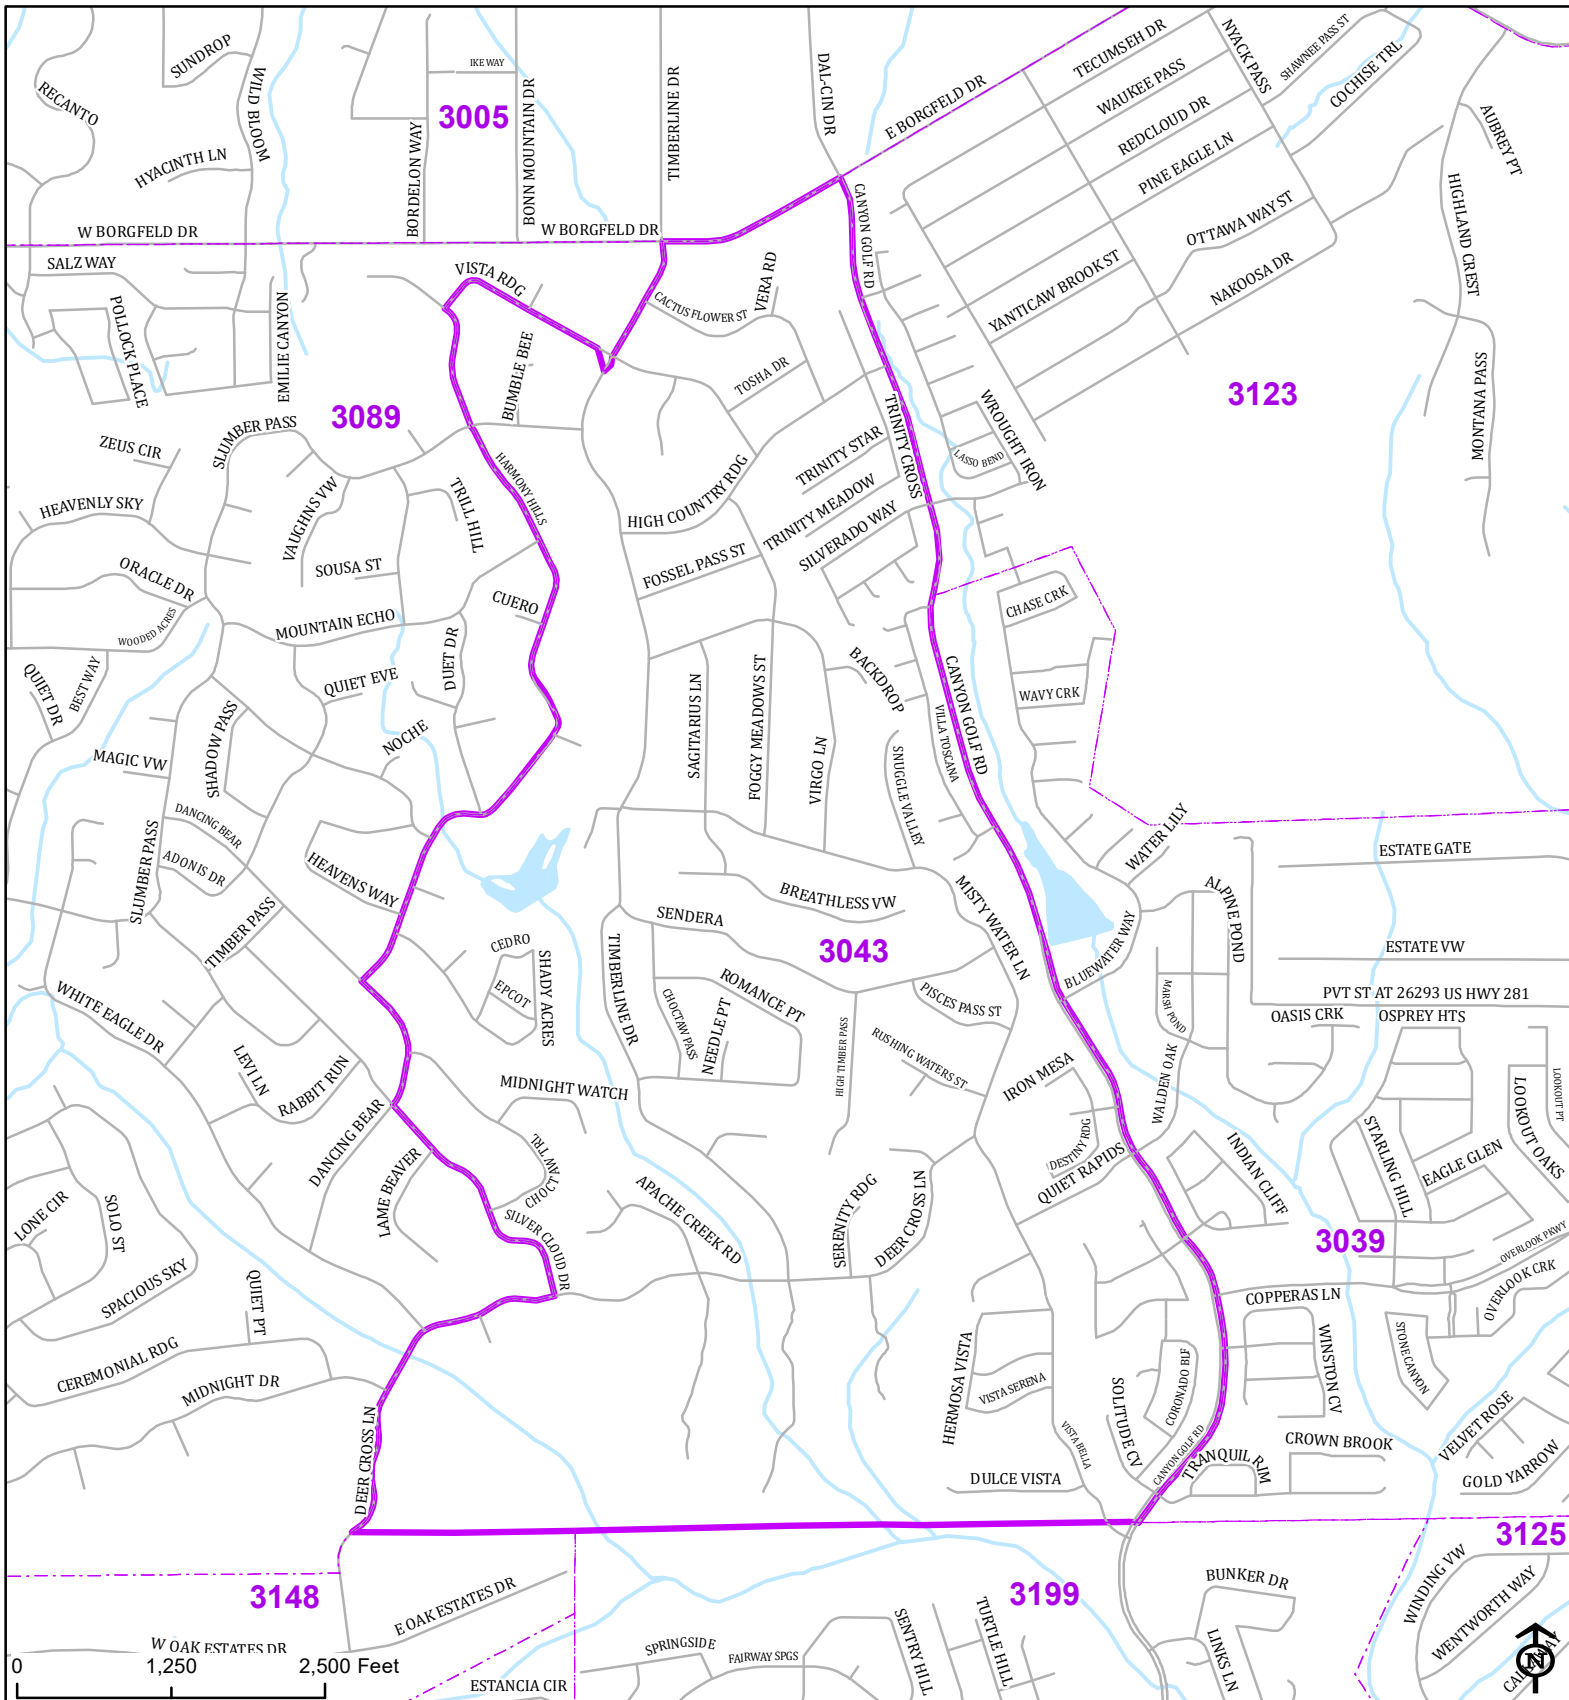 SUNDROP
RECANTO
WILD BLOOM
HYACINTH LN
IKE WAY
3005
BORDELON WAY
BONN MOUNTAIN DR
TIMBERLINE DR
DAL-CIN DR
E BORGFELD DR
TECUMSEH DR
NYACK PASS
SHAWNEE PASS ST
COCHISE TRL
WAUKEE PASS
REDCLOUD DR
PINE EAGLE LN
AUBREY PT
HIGHLAND CREST
W BORGFELD DR
W BORGFELD DR
CANYON GOLF RD
OTTAWA WAY ST
NAKOOSA DR
YANTICAW BROOK ST
SALZ WAY
POLLOCK PLACE
EMILIE CANYON
VISTA RDG
CACTUS FLOWER ST
VERA RD
BUMBLE BEE
TOSHA DR
3089
3123
MONTANA PASS
WROUGHT IRON
LASSO BEND
TRINITY CROSS
TRINITY STAR
TRINITY MEADOW
SILVERADO WAY
HIGH COUNTRY RDG
FOSSEL PASS ST
ZEUS CIR
SLUMBER PASS
HEAVENLY SKY
VAUGHNS VW
TRILL HILL
HARMONY HILLS
ORACLE DR
SOUSA ST
CUERO
WOODED ACRES
MOUNTAIN ECHO
CHASE CRK
QUIET DR
BEST WAY
QUIET EVE
DUET DR
SAGITARIUS LN
FOGGY MEADOWS ST
VIRGO LN
BACKDROP
VILLA TOSCANA
CANYON GOLF RD
WAVY CRK
SNUGGLE VALLEY
NOCHE
SHADOW PASS
MAGIC VW
DANCING BEAR
ADONIS DR
SLUMBER PASS
HEAVENS WAY
TIMBER PASS
WATER LILY
ESTATE GATE
ALPINE POND
BREATHLESS VW
MISTY WATER LN
BLUEWATER WAY
SENDERA
3043
ESTATE VW
CEDRO
EPCOT
SHADY ACRES
TIMBERLINE DR
CHOCTAW PASS
NEEDLE PT
ROMANCE PT
PISCES PASS ST
HIGH TIMBER PASS
RUSHING WATERS ST
MARSH POND
PVT ST AT 26293 US HWY 281
OASIS CRK
OSPREY HTS
WHITE EAGLE DR
LEVI LN
RABBIT RUN
MIDNIGHT WATCH
IRON MESA
DESTINY RDG
QUIET RAPIDS
WALDEN OAK
LOOKOUT PT
LOOKOUT OAKS
STARLING HILL
EAGLE GLEN
INDIAN CLIFF
DANCING BEAR
LAME BEAVER
CHOCTAW TRL
SILVER CLOUD DR
APACHE CREEK RD
SERENITY RDG
DEER CROSS LN
LONE CIR
SOLO ST
SPACIOUS SKY
QUIET PT
3039
OVERLOOK PKWY
OVERLOOK CRK
COPPERAS LN
WINSTON CV
STONE CANYON
CEREMONIAL RDG
MIDNIGHT DR
HERMOSA VISTA
VISTA SERENA
VISTA BELLA
SOLITUDE CV
CORONADO BLF
CANYON GOLF RD
TRANQUIL RIM
CROWN BROOK
VELVET ROSE
GOLD YARROW
DULCE VISTA
DEER CROSS LN
3125
3148
3199
E OAK ESTATES DR
W OAK ESTATES DR
ESTANCIA CIR
SPRINGSIDE
FAIRWAY SPGS
SENTRY HILL
TURTLE HILL
BUNKER DR
LINKS LN
WINDING VW
WENTWORTH WAY
N
0 1,250 2,500 Feet